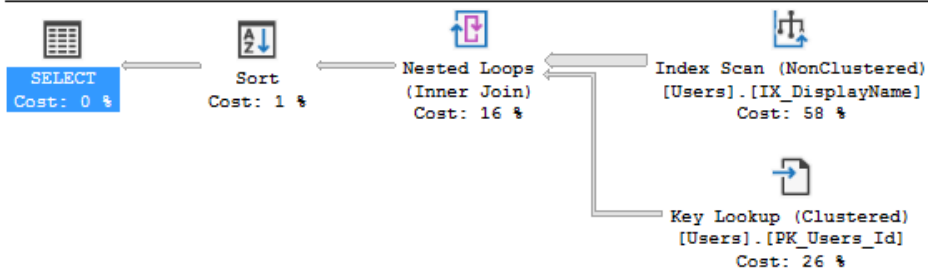 SELECT
Cost: 0 %
Sort
Cost: 1 %
Nested Loops
(Inner Join)
Cost: 16 %
Index Scan (NonClustered)
[Users].[IX_DisplayName]
Cost: 58 %
Key Lookup (Clustered)
[Users].[PK_Users_Id]
Cost: 26 %